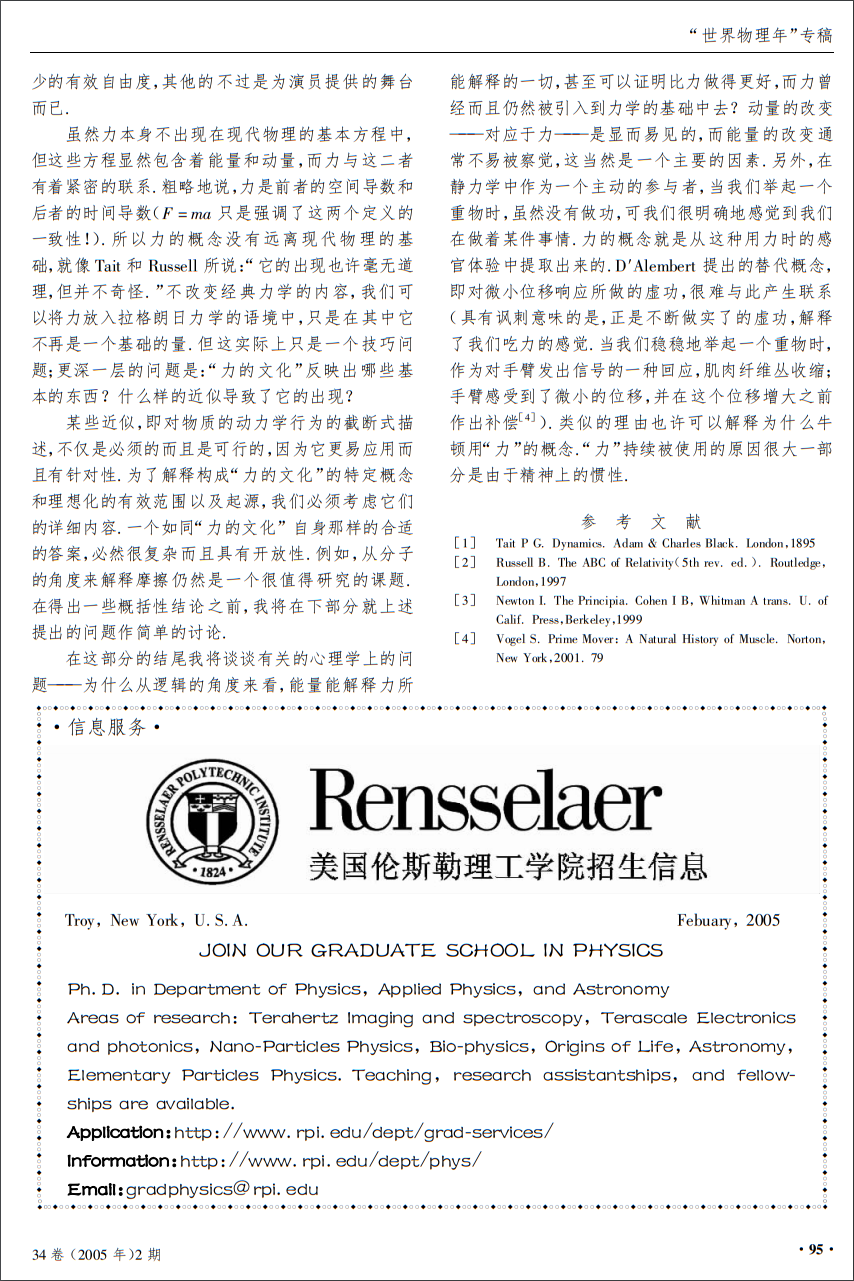 “世界物理年”专稿
少的有效自由度,其他的不过是为演员提供的舞台
而已.
虽然力本身不出现在现代物理的基本方程中,
但这些方程显然包含着能量和动量,而力与这二者
有着紧密的联系.粗略地说,力是前者的空间导数和
后者的时间导数(F=ma 只是强调了这两个定义的
一致性!).所以力的概念没有远离现代物理的基
础,就像 Tait 和 Russell 所说:“它的出现也许毫无道
理,但并不奇怪.”不改变经典力学的内容,我们可
以将力放入拉格朗日力学的语境中,只是在其中它
不再是一个基础的量.但这实际上只是一个技巧问
题;更深一层的问题是:“力的文化”反映出哪些基
本的东西?什么样的近似导致了它的出现?
某些近似,即对物质的动力学行为的截断式描
述,不仅是必须的而且是可行的,因为它更易应用而
且有针对性.为了解释构成“力的文化”的特定概念
和理想化的有效范围以及起源,我们必须考虑它们
的详细内容.一个如同“力的文化”自身那样的合适
的答案,必然很复杂而且具有开放性.例如,从分子
的角度来解释摩擦仍然是一个很值得研究的课题.
在得出一些概括性结论之前,我将在下部分就上述
提出的问题作简单的讨论.
在这部分的结尾我将谈谈有关的心理学上的问
题——为什么从逻辑的角度来看,能量能解释力所
能解释的一切,甚至可以证明比力做得更好,而力曾
经而且仍然被引入到力学的基础中去?动量的改变
——对应于力——是显而易见的,而能量的改变通
常不易被察觉,这当然是一个主要的因素.另外,在
静力学中作为一个主动的参与者,当我们举起一个
重物时,虽然没有做功,可我们很明确地感觉到我们
在做着某件事情.力的概念就是从这种用力时的感
官体验中提取出来的.D′Alembert 提出的替代概念,
即对微小位移响应所做的虚功,很难与此产生联系
(具有讽刺意味的是,正是不断做实了的虚功,解释
了我们吃力的感觉.当我们稳稳地举起一个重物时,
作为对手臂发出信号的一种回应,肌肉纤维丛收缩;
手臂感受到了微小的位移,并在这个位移增大之前
作出补偿[4]).类似的理由也许可以解释为什么牛
顿用“力”的概念.“力”持续被使用的原因很大一部
分是由于精神上的惯性.
参 考 文 献
[1] Tait P G. Dynamics. Adam & Charles Black. London,1895
[2] Russell B. The ABC of Relativity(5th rev. ed.). Routledge,
London,1997
[3] Newton I. The Principia. Cohen I B, Whitman A trans. U. of
Calif. Press,Berkeley,1999
[4] Vogel S. Prime Mover: A Natural History of Muscle. Norton,
New York,2001. 79
·信息服务·
RENSSELAER POLYTECHNIC INSTITUTE
·1824·
Rensselaer
美国伦斯勒理工学院招生信息
Troy, New York, U.S.A.
Febuary, 2005
JOIN OUR GRADUATE SCHOOL IN PHYSICS
Ph.D. in Department of Physics, Applied Physics, and Astronomy
Areas of research: Terahertz Imaging and spectroscopy, Terascale Electronics
and photonics, Nano-Particles Physics, Bio-physics, Origins of Life, Astronomy,
Elementary Particles Physics. Teaching, research assistantships, and fellow-
ships are available.
Application:http://www.rpi.edu/dept/grad-services/
Information:http://www.rpi.edu/dept/phys/
Email:gradphysics@rpi.edu
34 卷 (2005 年)2 期
·95·